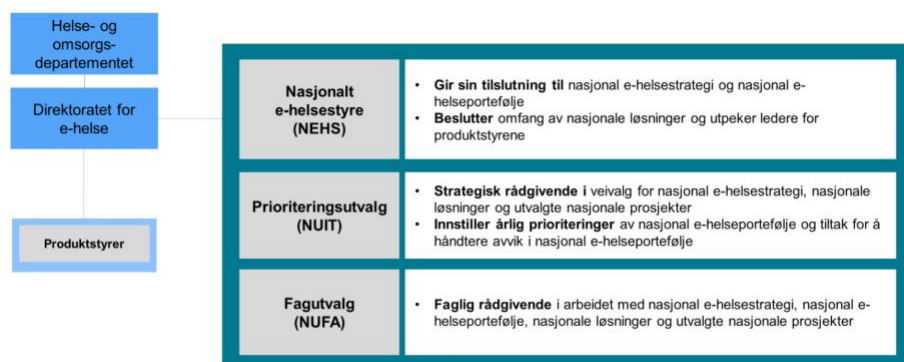 Helse- og
omsorgs-
departementet
Direktoratet for
e-helse
Produktstyrer
Nasjonalt
e-helsestyre
(NEHS)
• Gir sin tilslutning til nasjonal e-helsestrategi og nasjonal e-
helseportefølje
• Beslutter omfang av nasjonale løsninger og utpeker ledere for
produktstyrene
Prioriteringsutvalg
(NUIT)
• Strategisk rådgivende i veivalg for nasjonal e-helsestrategi, nasjonale
løsninger og utvalgte nasjonale prosjekter
• Innstiller årlig prioriteringer av nasjonal e-helseportefølje og tiltak for å
håndtere avvik i nasjonal e-helseportefølje
Fagutvalg
(NUFA)
• Faglig rådgivende i arbeidet med nasjonal e-helsestrategi, nasjonal e-
helseportefølje, nasjonale løsninger og utvalgte nasjonale prosjekter